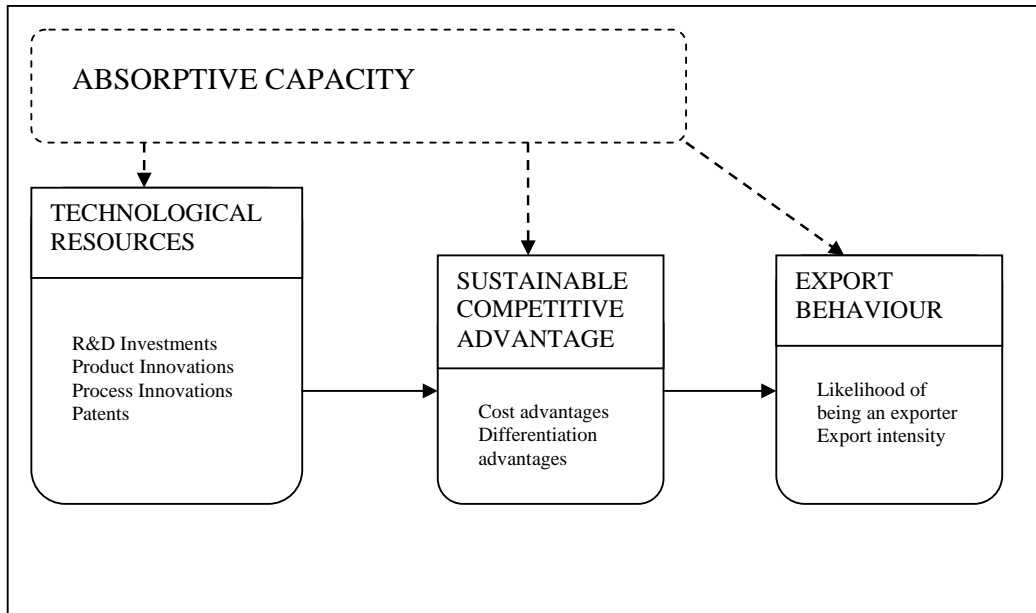 ABSORPTIVE CAPACITY
TECHNOLOGICAL
RESOURCES
R&D Investments
Product Innovations
Process Innovations
Patents
SUSTAINABLE
COMPETITIVE
ADVANTAGE
Cost advantages
Differentiation
advantages
EXPORT
BEHAVIOUR
Likelihood of
being an exporter
Export intensity